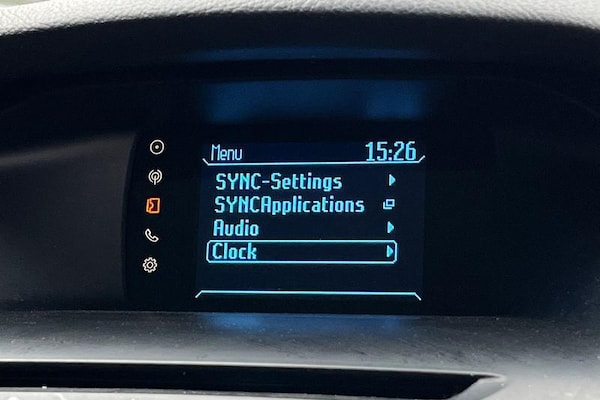 Menu 15:26
SYNC-Settings
SYNCApplications
Audio
Clock